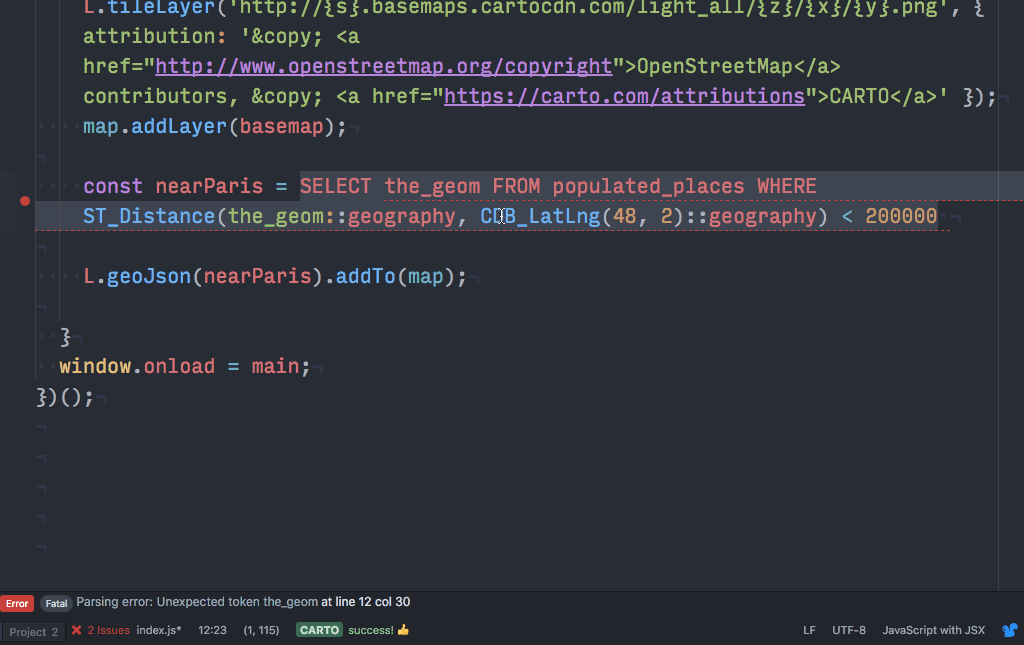 L.tileLayer('http://{s}.basemaps.cartocdn.com/light_all/{z}/{x}/{y}.png', {
attribution: '&copy; <a
href="http://www.openstreetmap.org/copyright">OpenStreetMap</a>
contributors, &copy; <a href="https://carto.com/attributions">CARTO</a>' });
map.addLayer(basemap);
const nearParis = SELECT the_geom FROM populated_places WHERE
ST_Distance(the_geom::geography, CDB_LatLng(48, 2)::geography) < 200000
L.geoJson(nearParis).addTo(map);
}
window.onload = main;
})();
Error Fatal Parsing error: Unexpected token the_geom at line 12 col 30
Project 2 2 Issues index.js* 12:23 (1, 115) CARTO success! 👍 LF UTF-8 JavaScript with JSX